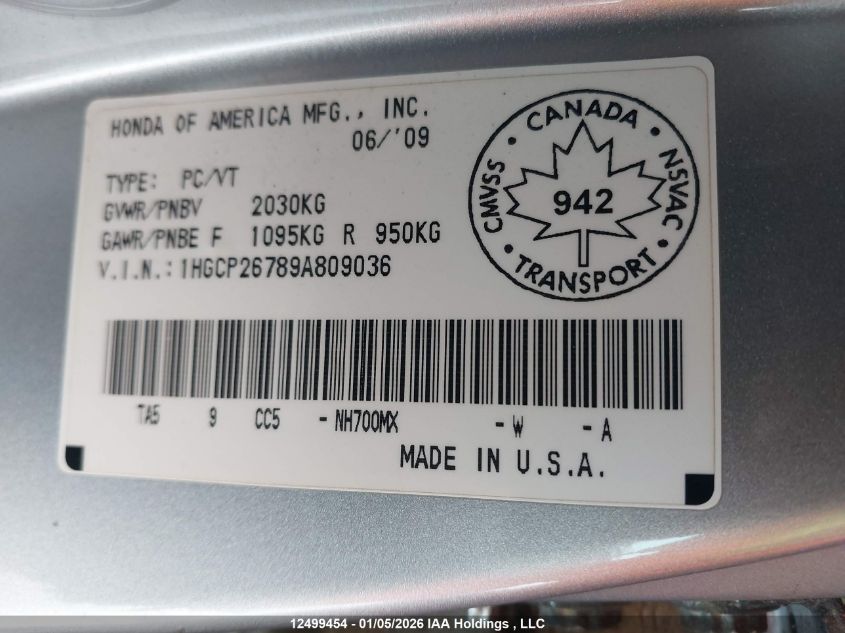 HONDA OF AMERICA MFG., INC.
06/'09
TYPE: PC/VT
GVWR/PNBV 2030KG
GAWR/PNBE F 1095KG R 950KG
V.I.N.: 1HGCP26789A809036
CANADA
CMVSS
NSVAC
942
TRANSPORT
TA5 9 CC5 - NH700MX - W - A
MADE IN U.S.A.
12499454 - 01/05/2026 IAA Holdings , LLC